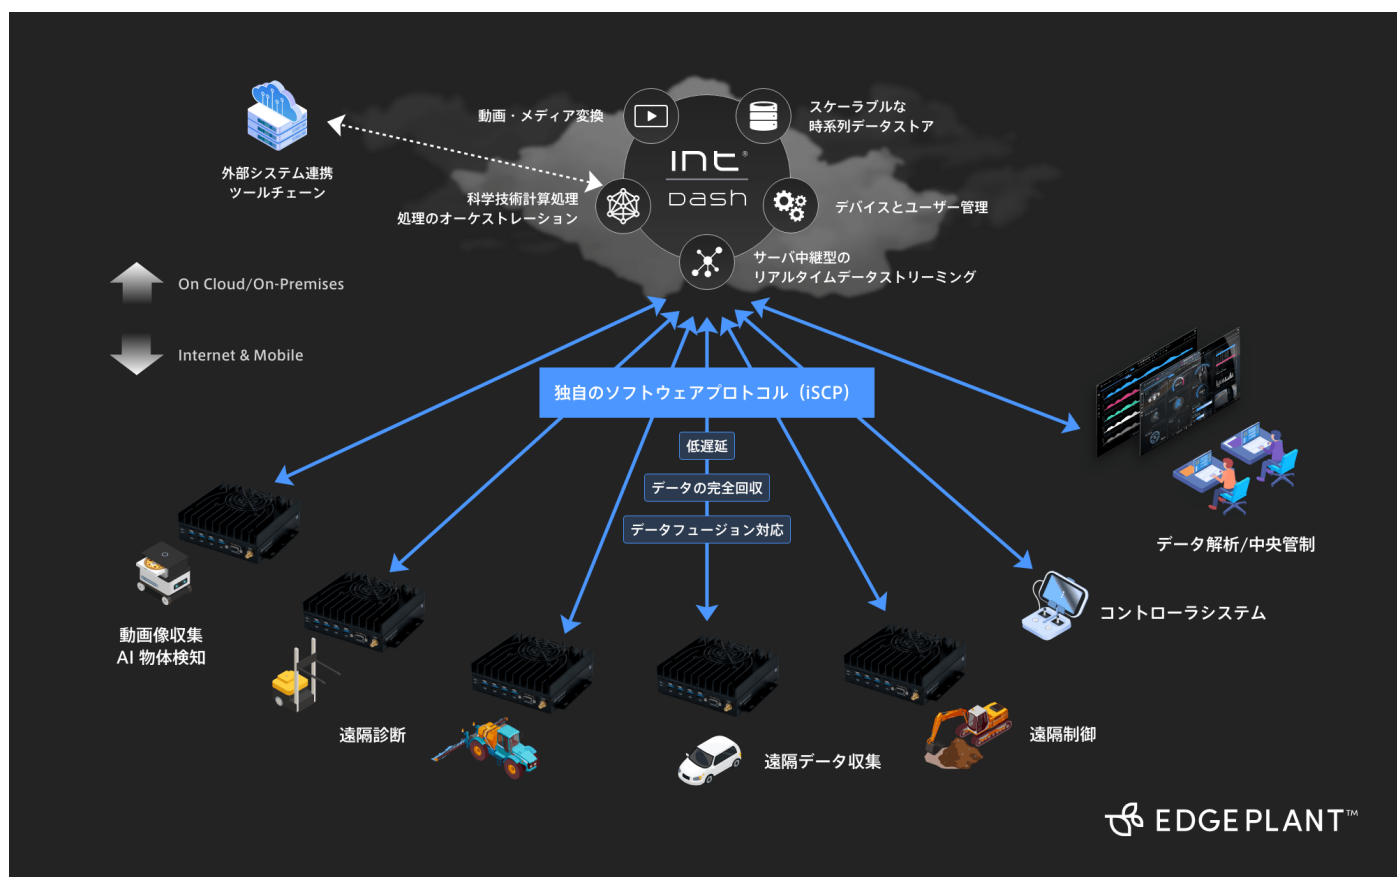 動画・メディア変換
スケーラブルな
時系列データストア
int®
DASH
外部システム連携
ツールチェーン
科学技術計算処理
処理のオーケストレーション
デバイスとユーザー管理
サーバ中継型の
リアルタイムデータストリーミング
On Cloud/On-Premises
Internet & Mobile
独自のソフトウェアプロトコル（iSCP）
低遅延
データの完全回収
データフュージョン対応
データ解析/中央管制
コントローラシステム
動画像収集
AI 物体検知
遠隔診断
遠隔データ収集
遠隔制御
EDGEPLANT™